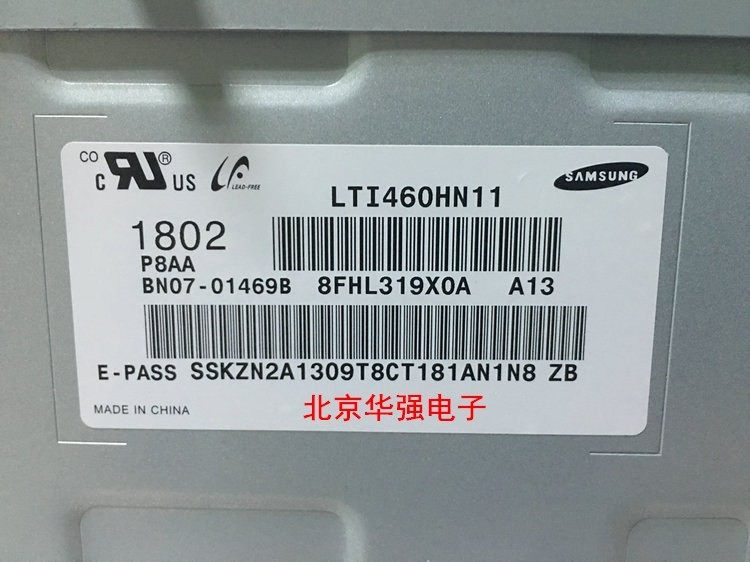 CO
c RU® US LEAD-FREE
SAMSUNG
LTI460HN11
1802
P8AA
BN07-01469B 8FHL319X0A A13
E-PASS SSKZN2A1309T8CT181AN1N8 ZB
MADE IN CHINA
北京华强电子